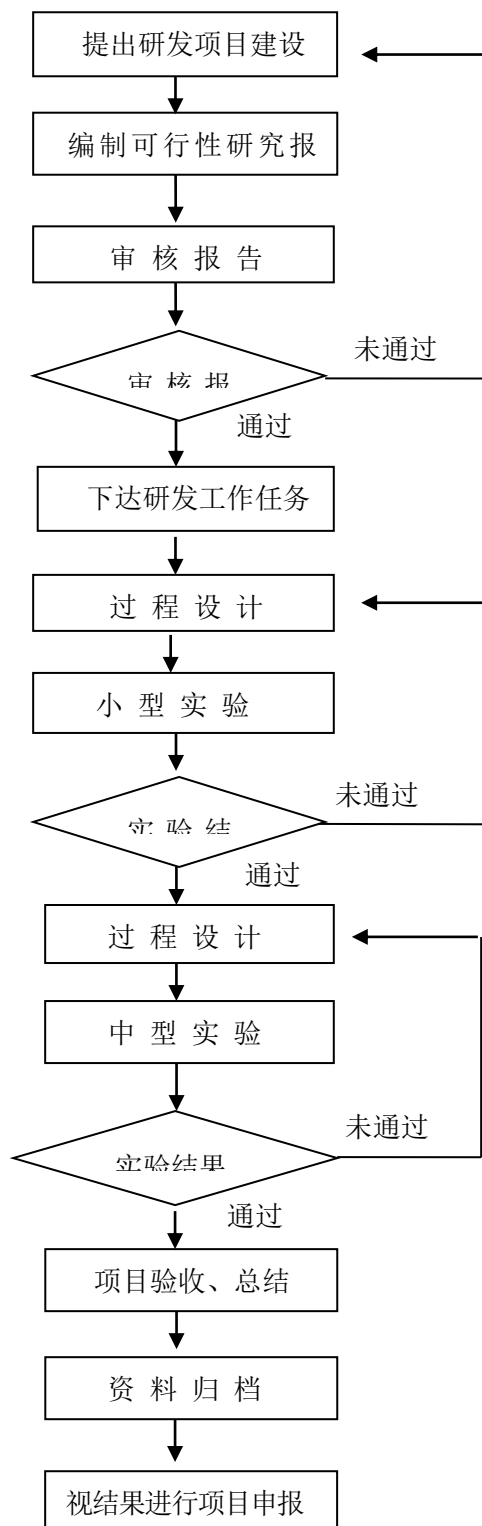 提出研发项目建设
编制可行性研究报
审核报告
审核报
未通过
通过
下达研发工作任务
过程设计
小型实验
实验结
未通过
通过
过程设计
中型实验
实验结果
未通过
通过
项目验收、总结
资料归档
视结果进行项目申报